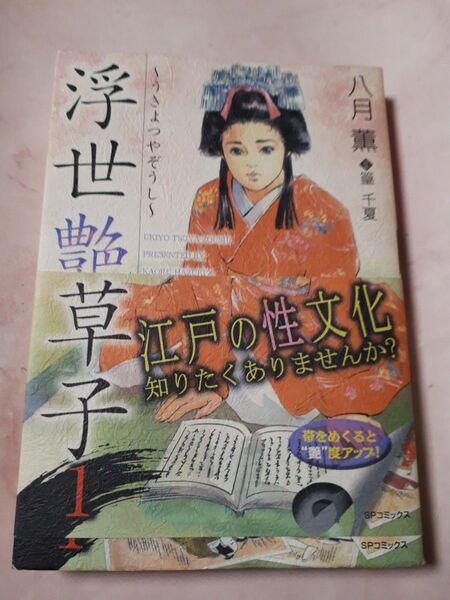 浮世艶草子1
～うきよつやぞうし～
八月薫
篁千夏
UKIYO TSUYA ZOUSHI
PRESENTED BY
KAORU HAZUKI
江戸の性文化
知りたくありませんか?
帯をめくると
“艶”度アップ!
SPコミックス
SPコミックス